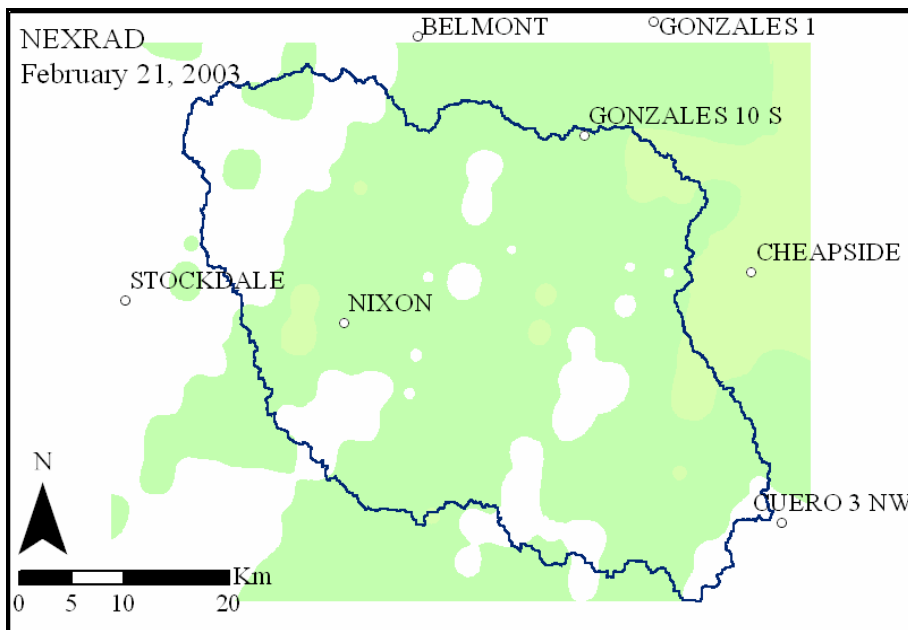 NEXRAD
February 21, 2003
BELMONT
GONZALES 1
GONZALES 10 S
CHEAPSIDE
STOCKDALE
NIXON
CUERO 3 NW
N
Km
0 5 10 20